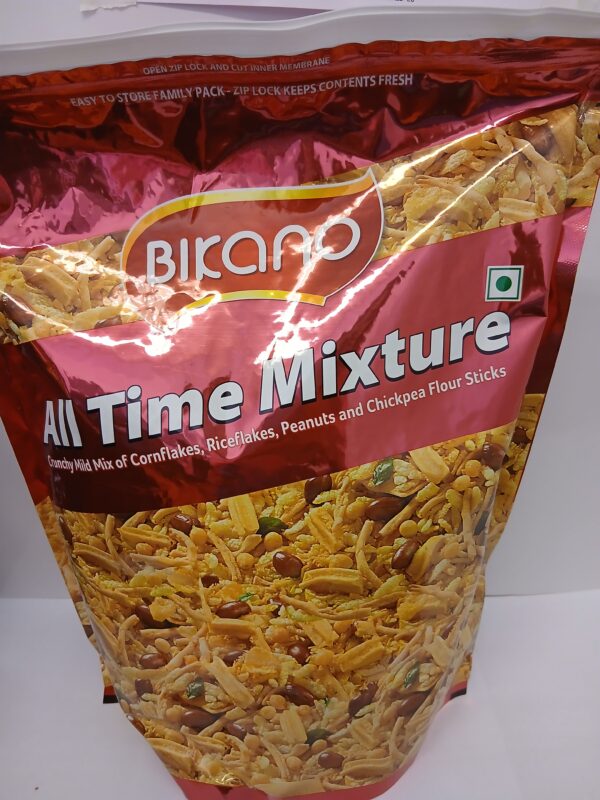 OPEN ZIP LOCK AND CUT INNER MEMBRANE
EASY TO STORE FAMILY PACK - ZIP LOCK KEEPS CONTENTS FRESH
BIKANO
All Time Mixture
Crunchy Mild Mix of Cornflakes, Riceflakes, Peanuts and Chickpea Flour Sticks